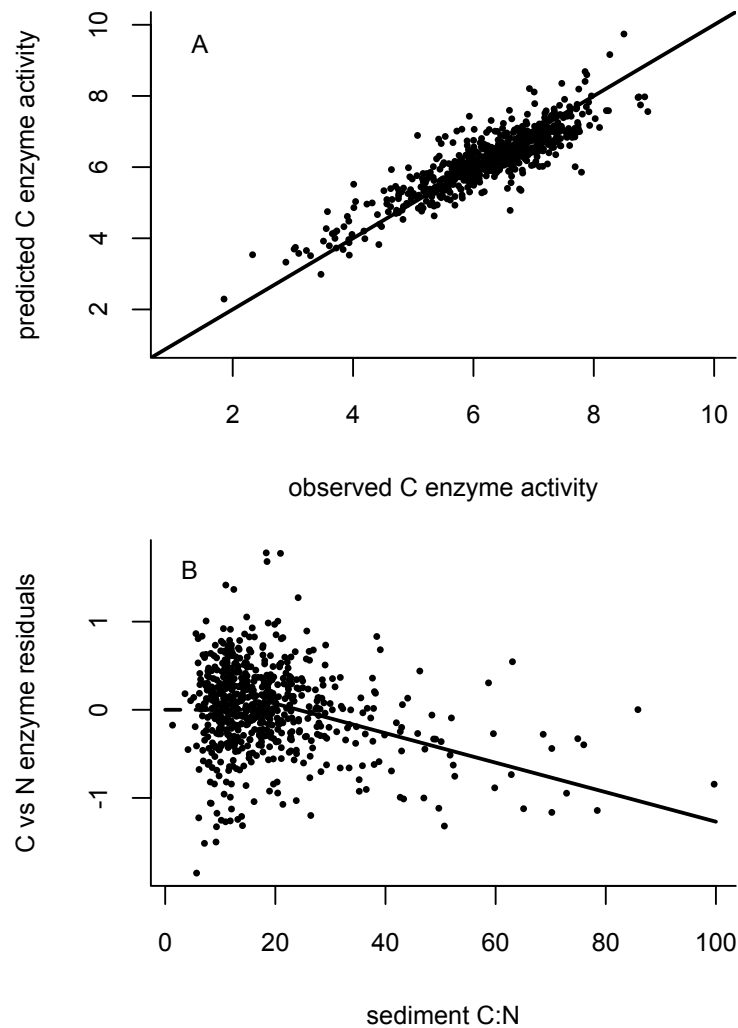 A
10
8
6
4
2
predicted C enzyme activity
2 4 6 8 10
observed C enzyme activity
B
1
0
-1
C vs N enzyme residuals
0 20 40 60 80 100
sediment C:N